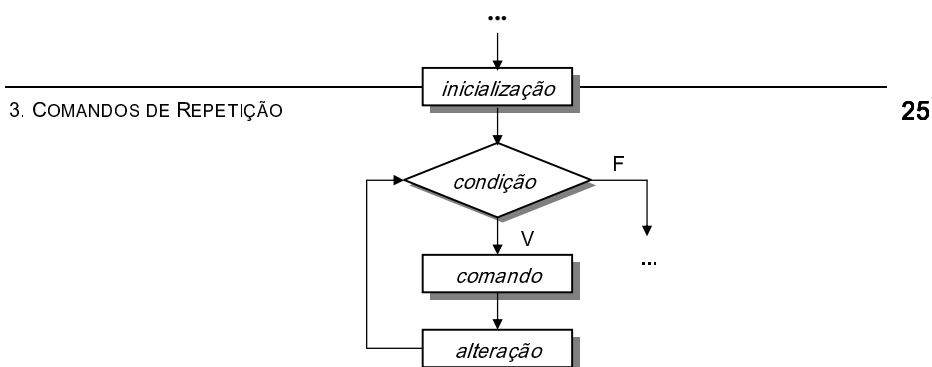 ...
inicialização
3. COMANDOS DE REPETIÇÃO
25
F
condição
V
...
comando
alteração